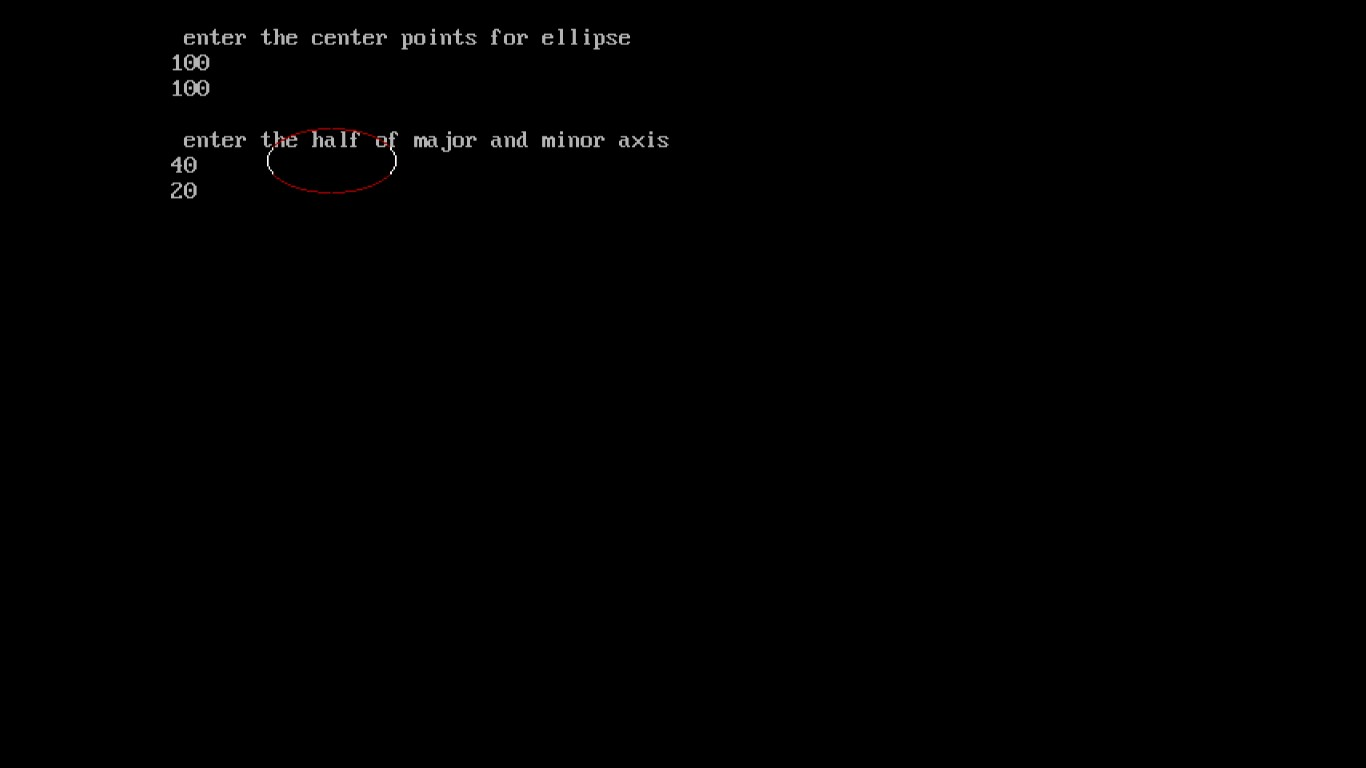 enter the center points for ellipse
100
100
enter the half of major and minor axis
40
20